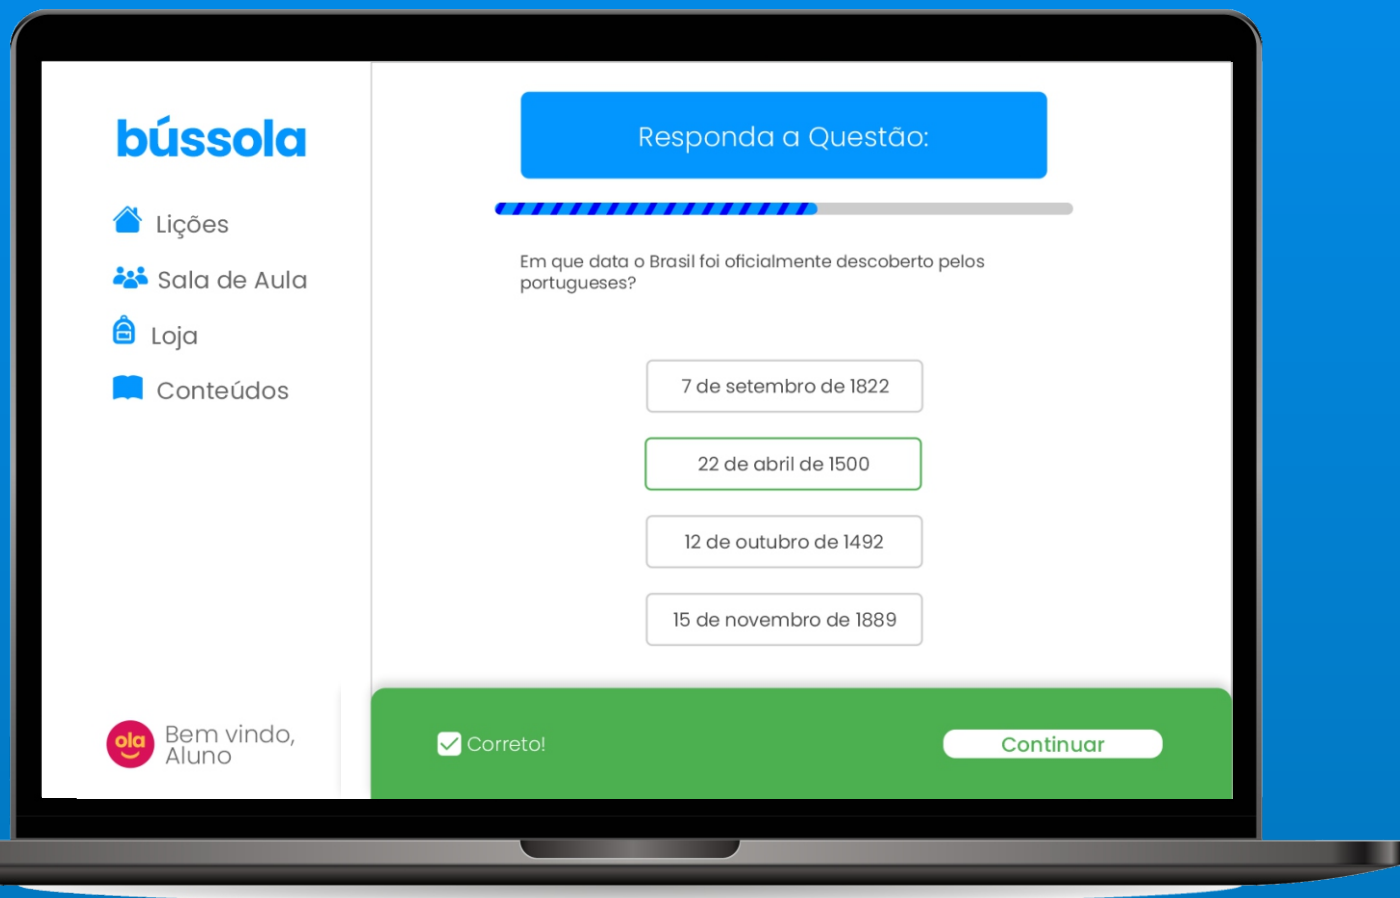 bússola
Lições
Sala de Aula
Loja
Conteúdos
ola
Bem vindo,
Aluno
Responda a Questão:
Em que data o Brasil foi oficialmente descoberto pelos
portugueses?
7 de setembro de 1822
22 de abril de 1500
12 de outubro de 1492
15 de novembro de 1889
Correto!
Continuar